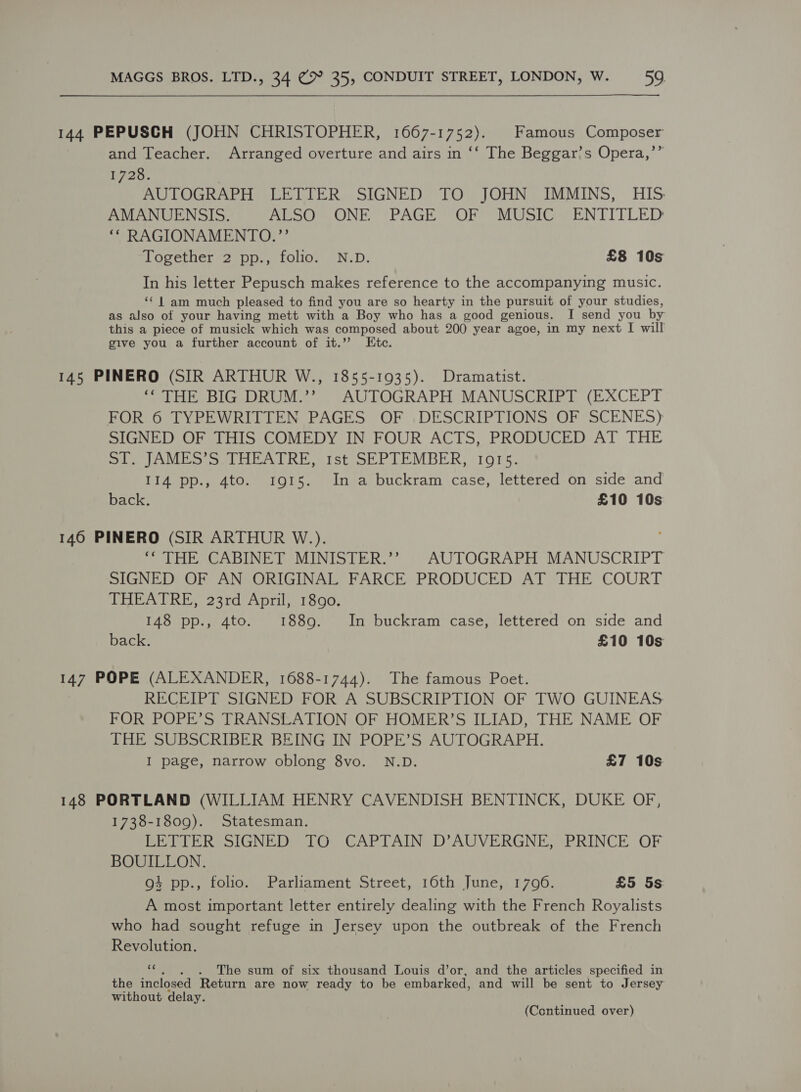 MAGGS BROS. LTD., 34 & 35, CONDUIT STREET, LONDON, W. 59
144 PEPUSCH (JOHN CHRISTOPHER, 1667-1752). Famous Composer
and Teacher. Arranged overture and airs in “ The Beggar’s Opera,”
1728.
AUTOGRAPH LETTER SIGNED TO JOHN IMMINS, HIS
AMANUENSIS. ALSO ONE PAGE OF MUSIC ENTITLED
“ RAGIONAMENTO.”
Together 2 pp., folio. N.D. £8 10s
In his letter Pepusch makes reference to the accompanying music.
“ I am much pleased to find you are so hearty in the pursuit of your studies,
as also of your having mett with a Boy who has a good genious. I send you by
this a piece of musick which was composed about 200 year agoe, in my next I will
give you a further account of it.” Etc.
145 PINERO (SIR ARTHUR W., 1855-1935). Dramatist.
“ THE BIG DRUM.” AUTOGRAPH MANUSCRIPT (EXCEPT
FOR 6 TYPEWRITTEN PAGES OF DESCRIPTIONS OF SCENES)
SIGNED OF THIS COMEDY IN FOUR ACTS, PRODUCED AT THE
ST. JAMES’S THEATRE, 1st SEPTEMBER, 1915.
114 pp., 4to. 1915. In a buckram case, lettered on side and
back. £10 10s
146 PINERO (SIR ARTHUR W.).
“ THE CABINET MINISTER.” AUTOGRAPH MANUSCRIPT
SIGNED OF AN ORIGINAL FARCE PRODUCED AT THE COURT
THEATRE, 23rd April, 1890.
148 pp., 4to. 1889. In buckram case, lettered on side and
back. £10 10s
147 POPE (ALEXANDER, 1688-1744). The famous Poet.
RECEIPT SIGNED FOR A SUBSCRIPTION OF TWO GUINEAS
FOR POPE’S TRANSLATION OF HOMER’S ILIAD, THE NAME OF
THE SUBSCRIBER BEING IN POPE’S AUTOGRAPH.
1 page, narrow oblong 8vo. N.D. £7 10s
148 PORTLAND (WILLIAM HENRY CAVENDISH BENTINCK, DUKE OF,
1738-1809). Statesman.
LETTER SIGNED TO CAPTAIN D’AUVERGNE, PRINCE OF
BOUILLON.
9½ pp., folio. Parliament Street, 16th June, 1796. £5 5s
A most important letter entirely dealing with the French Royalists
who had sought refuge in Jersey upon the outbreak of the French
Revolution.
“. . . The sum of six thousand Louis d’or, and the articles specified in
the inclosed Return are now ready to be embarked, and will be sent to Jersey
without delay.
(Continued over)